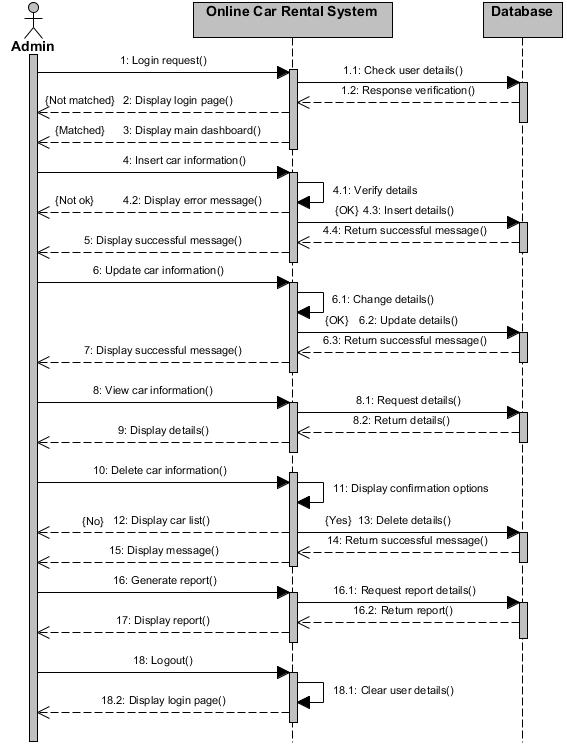 Online Car Rental System
Database
Admin
1: Login request()
1.1: Check user details()
1.2: Response verification()
{Not matched} 2: Display login page()
{Matched} 3: Display main dashboard()
4: Insert car information()
4.1: Verify details
{Not ok} 4.2: Display error message()
{OK} 4.3: Insert details()
4.4: Return successful message()
5: Display successful message()
6: Update car information()
6.1: Change details()
{OK} 6.2: Update details()
6.3: Return successful message()
7: Display successful message()
8: View car information()
8.1: Request details()
8.2: Return details()
9: Display details()
10: Delete car information()
11: Display confirmation options
{No} 12: Display car list()
{Yes} 13: Delete details()
14: Return successful message()
15: Display message()
16: Generate report()
16.1: Request report details()
16.2: Return report()
17: Display report()
18: Logout()
18.1: Clear user details()
18.2: Display login page()